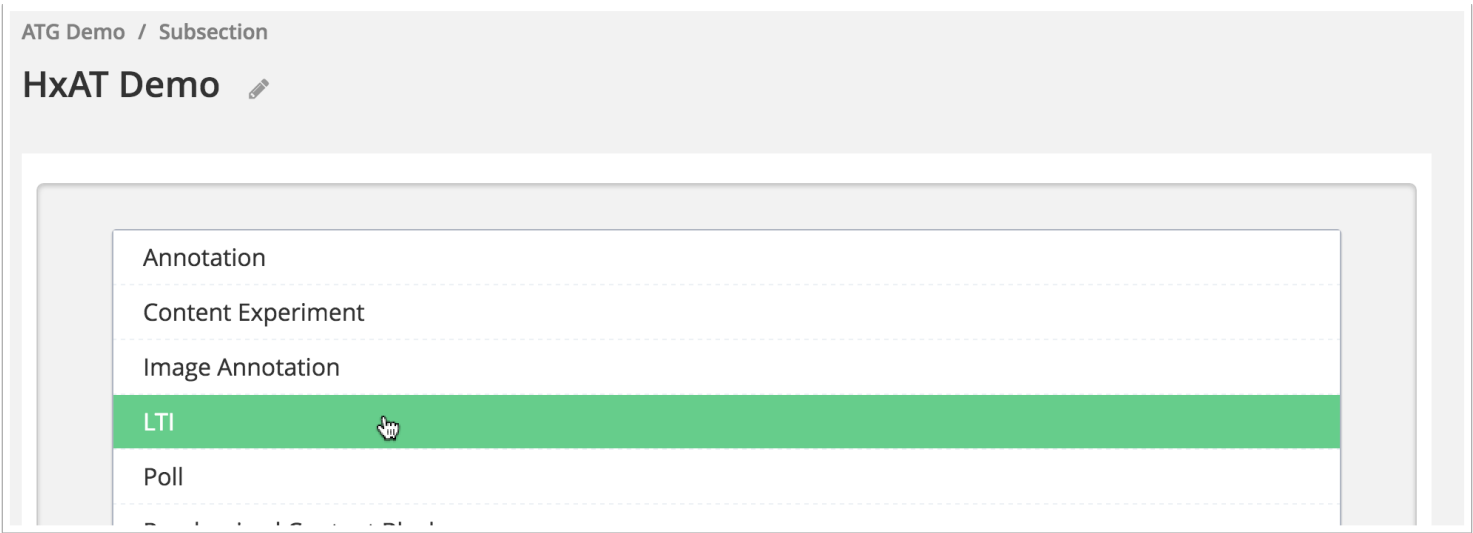 ATG Demo / Subsection
HxAT Demo
Annotation
Content Experiment
Image Annotation
LTI
Poll